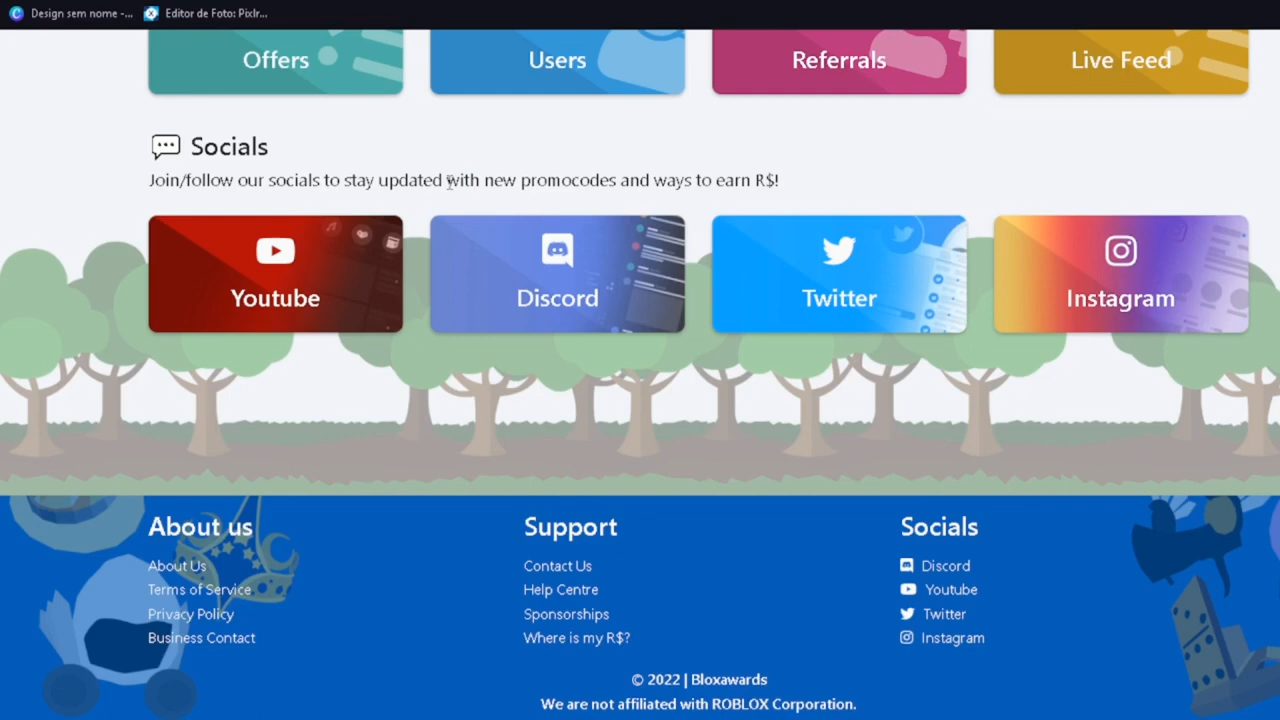 Design sem nome -...
Editor de Foto: Pixlr...
Offers
Users
Referrals
Live Feed
Socials
Join/follow our socials to stay updated with new promocodes and ways to earn R$!
Youtube
Discord
Twitter
Instagram
About us
About Us
Terms of Service
Privacy Policy
Business Contact
Support
Contact Us
Help Centre
Sponsorships
Where is my R$?
Socials
Discord
Youtube
Twitter
Instagram
© 2022 | Bloxawards
We are not affiliated with ROBLOX Corporation.